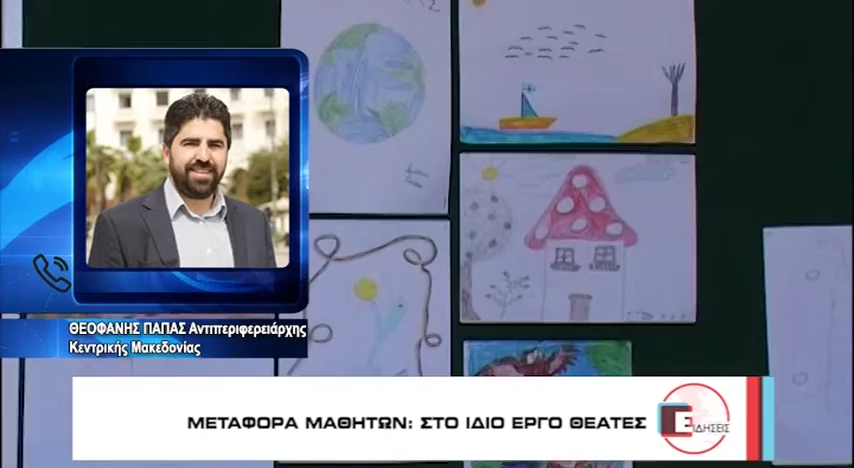 ΘΕΟΦΑΝΗΣ ΠΑΠΑΣ Αντιπεριφερειάρχης
Κεντρικής Μακεδονίας
ΜΕΤΑΦΟΡΑ ΜΑΘΗΤΩΝ: ΣΤΟ ΙΔΙΟ ΕΡΓΟ ΘΕΑΤΕΣ
ΕΙΔΗΣΕΙΣ